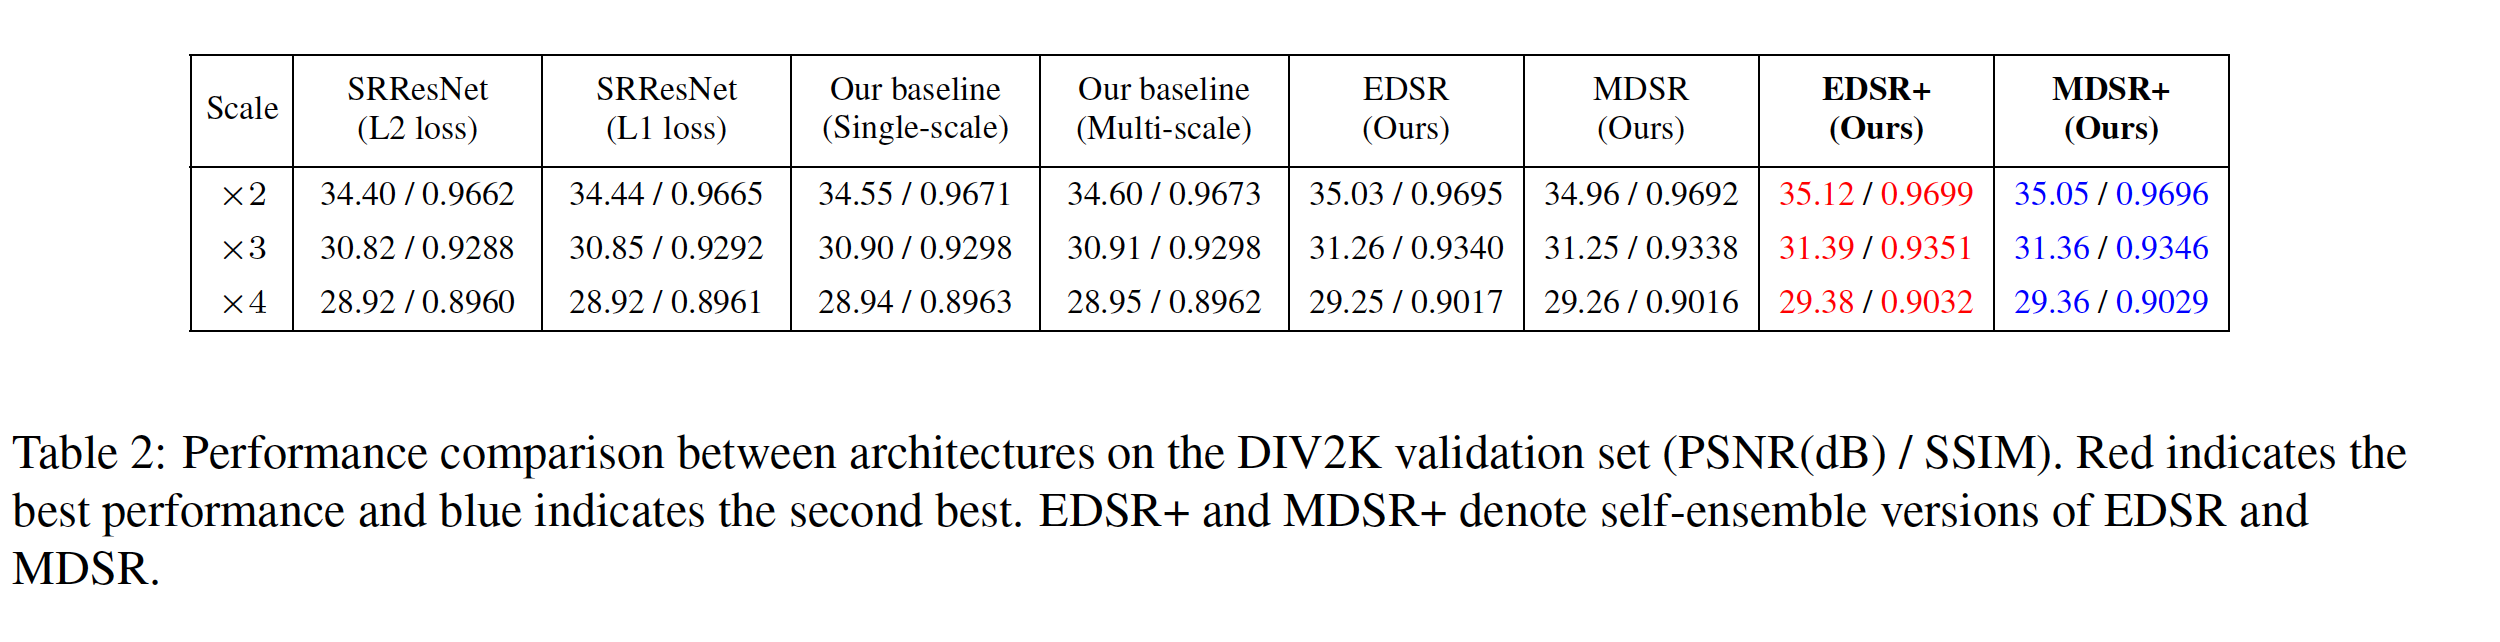 Scale SRResNet (L2 loss) SRResNet (L1 loss) Our baseline (Single-scale) Our baseline (Multi-scale) EDSR (Ours) MDSR (Ours) EDSR+ (Ours) MDSR+ (Ours)
×2 34.40 / 0.9662 34.44 / 0.9665 34.55 / 0.9671 34.60 / 0.9673 35.03 / 0.9695 34.96 / 0.9692 35.12 / 0.9699 35.05 / 0.9696
×3 30.82 / 0.9288 30.85 / 0.9292 30.90 / 0.9298 30.91 / 0.9298 31.26 / 0.9340 31.25 / 0.9338 31.39 / 0.9351 31.36 / 0.9346
×4 28.92 / 0.8960 28.92 / 0.8961 28.94 / 0.8963 28.95 / 0.8962 29.25 / 0.9017 29.26 / 0.9016 29.38 / 0.9032 29.36 / 0.9029
Table 2: Performance comparison between architectures on the DIV2K validation set (PSNR(dB) / SSIM). Red indicates the
best performance and blue indicates the second best. EDSR+ and MDSR+ denote self-ensemble versions of EDSR and
MDSR.